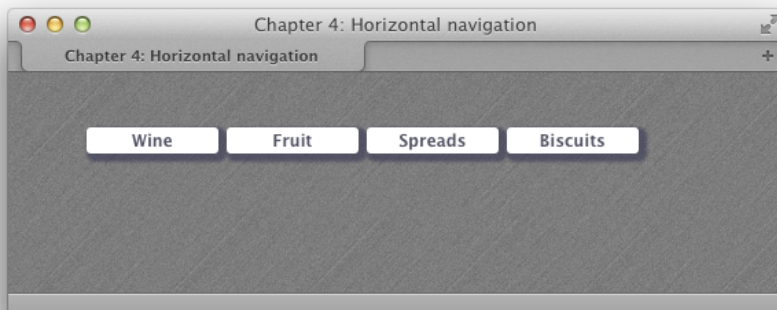 Chapter 4: Horizontal navigation
Chapter 4: Horizontal navigation
Wine Fruit Spreads Biscuits